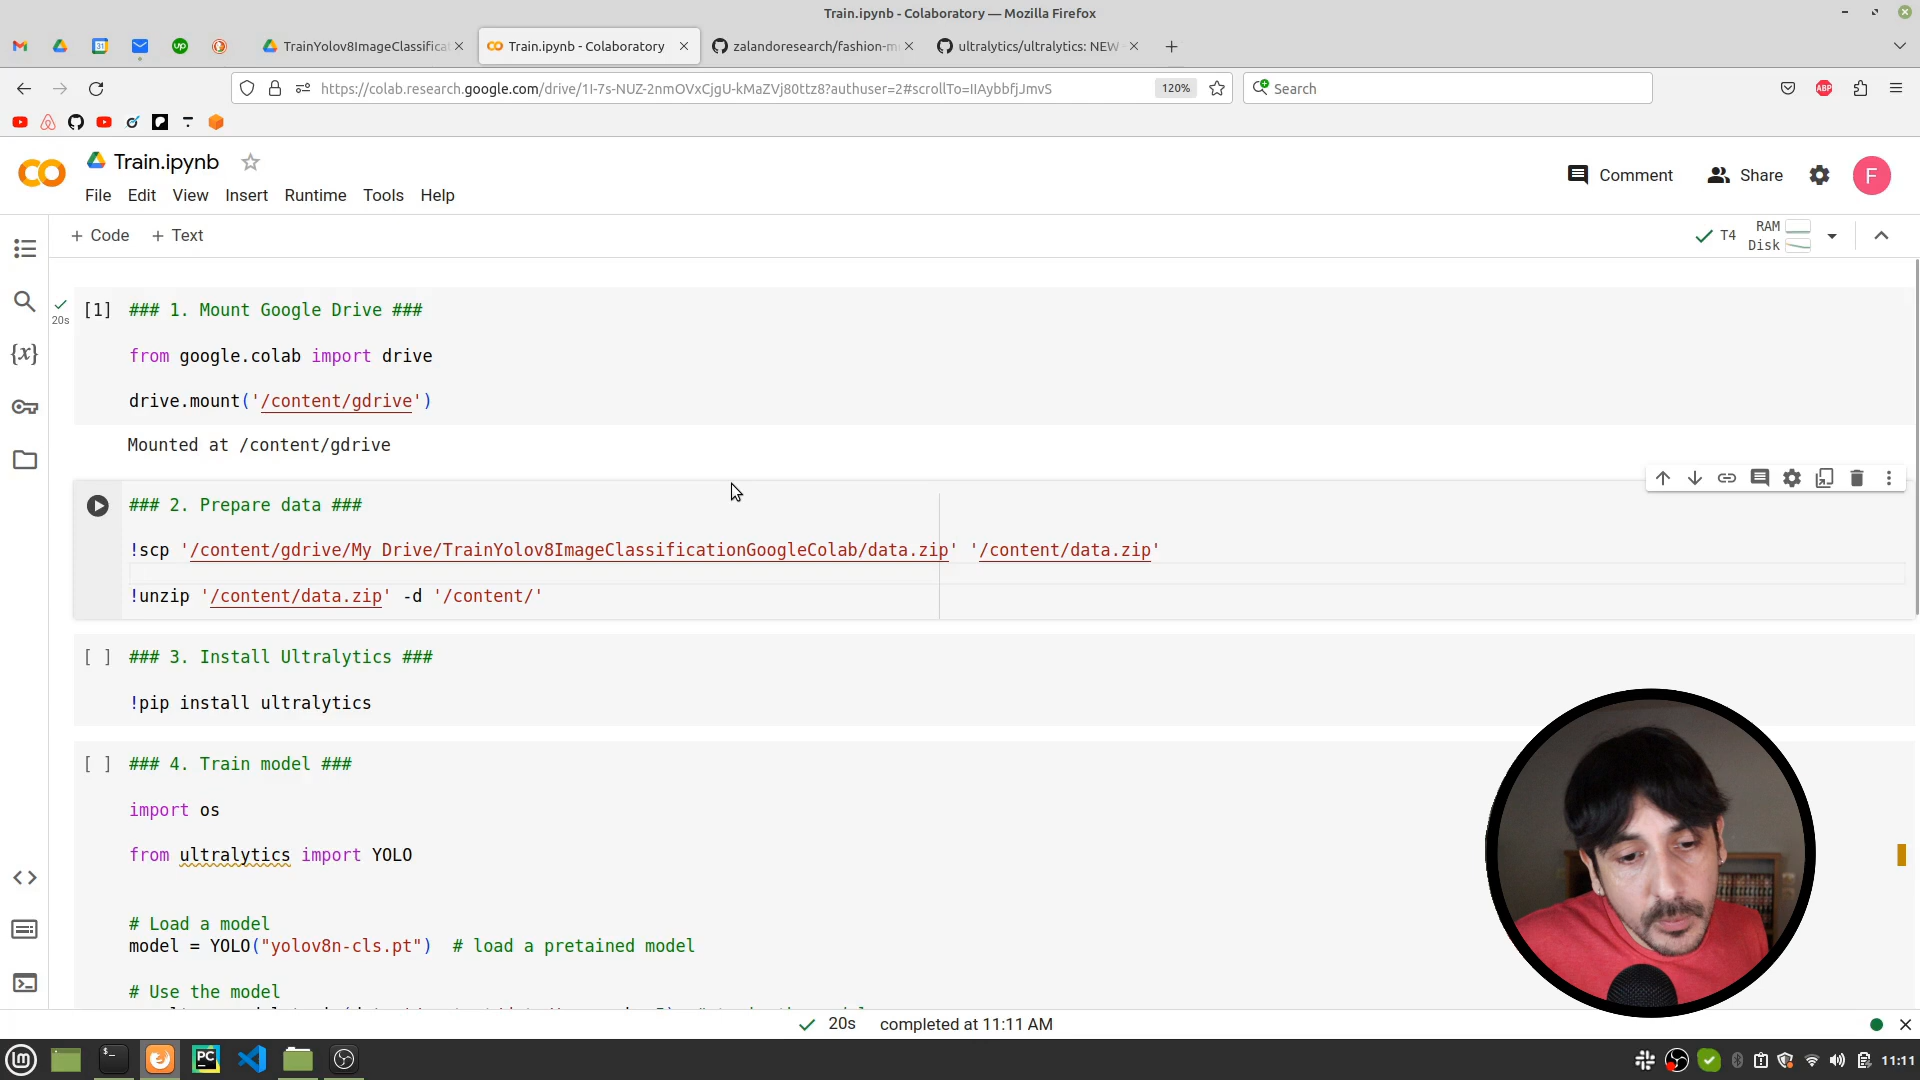 Train.ipynb - Colaboratory — Mozilla Firefox
TrainYolov8ImageClassifica
Train.ipynb - Colaboratory
zalandoresearch/fashion-m
ultralytics/ultralytics: NEW
https://colab.research.google.com/drive/1I-7s-NUZ-2nmOVxCjgU-kMaZVj80ttz8?authuser=2#scrollTo=IIAybbfjJmvS
120%
Search
ABP
Train.ipynb
Comment
Share
F
File Edit View Insert Runtime Tools Help
+ Code + Text
T4
RAM
Disk
[1] ### 1. Mount Google Drive ###
20s
from google.colab import drive
drive.mount('/content/gdrive')
Mounted at /content/gdrive
### 2. Prepare data ###
!scp '/content/gdrive/My Drive/TrainYolov8ImageClassificationGoogleColab/data.zip' '/content/data.zip'
!unzip '/content/data.zip' -d '/content/'
[ ] ### 3. Install Ultralytics ###
!pip install ultralytics
[ ] ### 4. Train model ###
import os
from ultralytics import YOLO
# Load a model
model = YOLO("yolov8n-cls.pt") # load a pretained model
# Use the model
20s completed at 11:11 AM
11:11